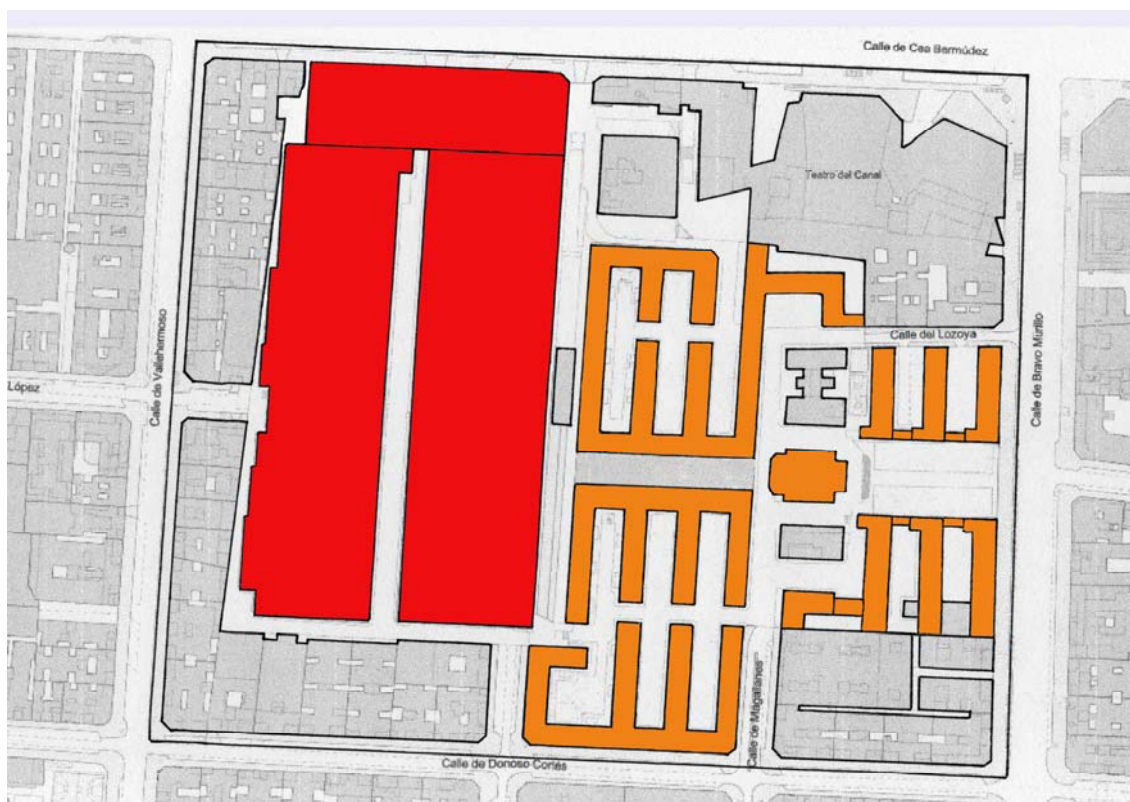 Calle de Cea Bermúdez
Teatro del Canal
Calle del Lozoya
Calle de Bravo Murillo
López
Calle de Vallehermoso
Calle de Magallanes
Calle de Donoso Cortés